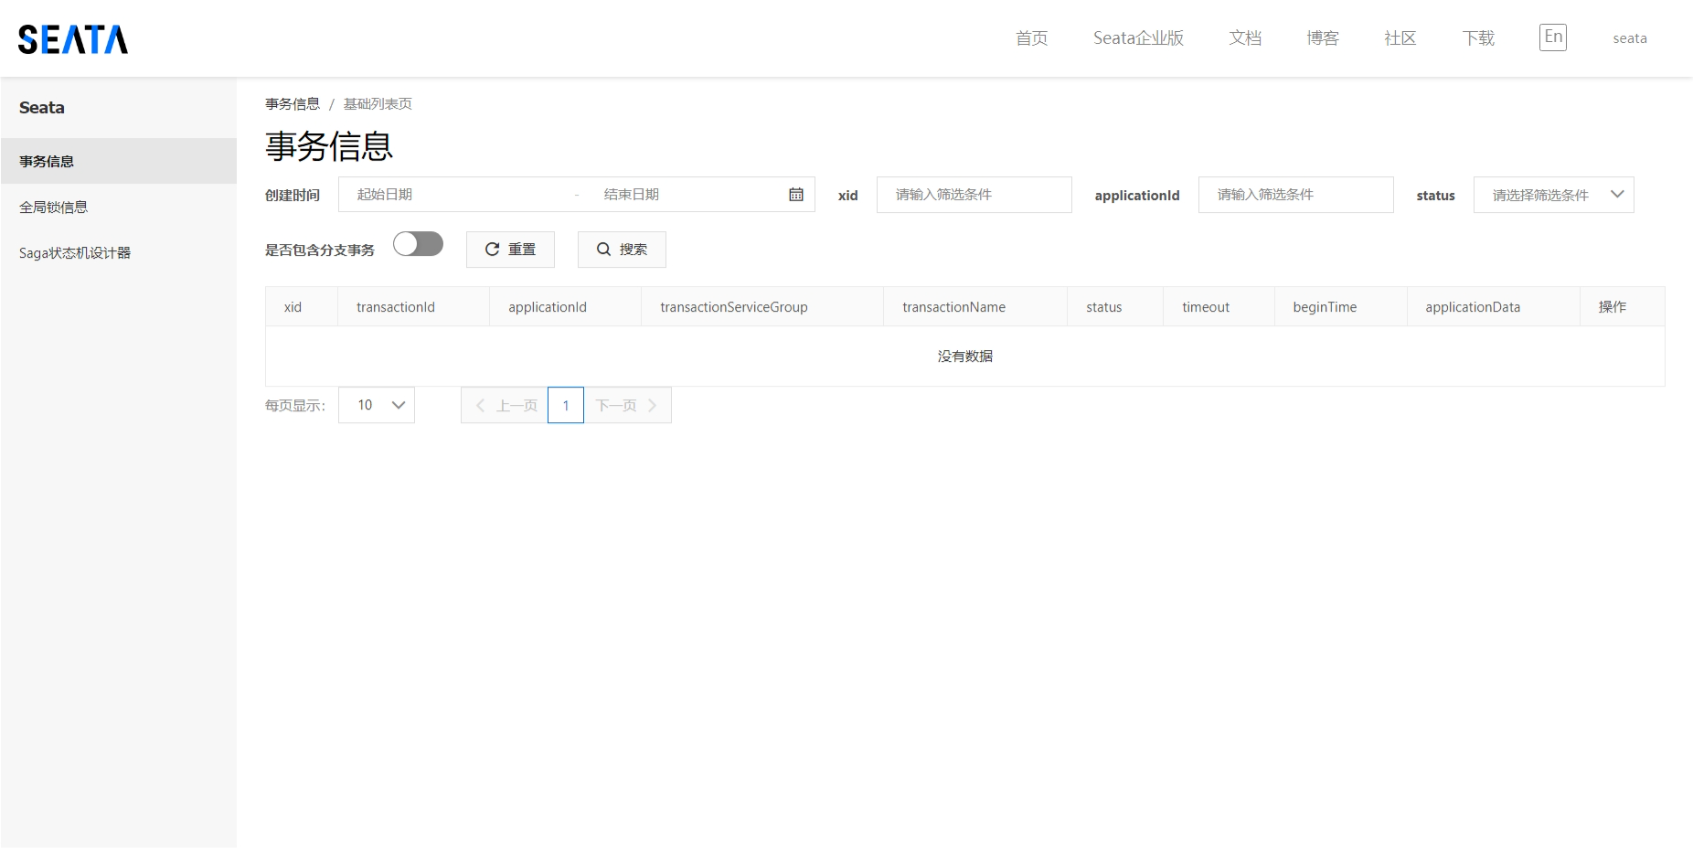 SEATA
首页 Seata企业版 文档 博客 社区 下载 En seata
Seata
事务信息
全局锁信息
Saga状态机设计器
事务信息 / 基础列表页
事务信息
创建时间 起始日期 - 结束日期 xid 请输入筛选条件 applicationId 请输入筛选条件 status 请选择筛选条件
是否包含分支事务 重置 搜索
xid transactionId applicationId transactionServiceGroup transactionName status timeout beginTime applicationData 操作
没有数据
每页显示: 10 上一页 1 下一页